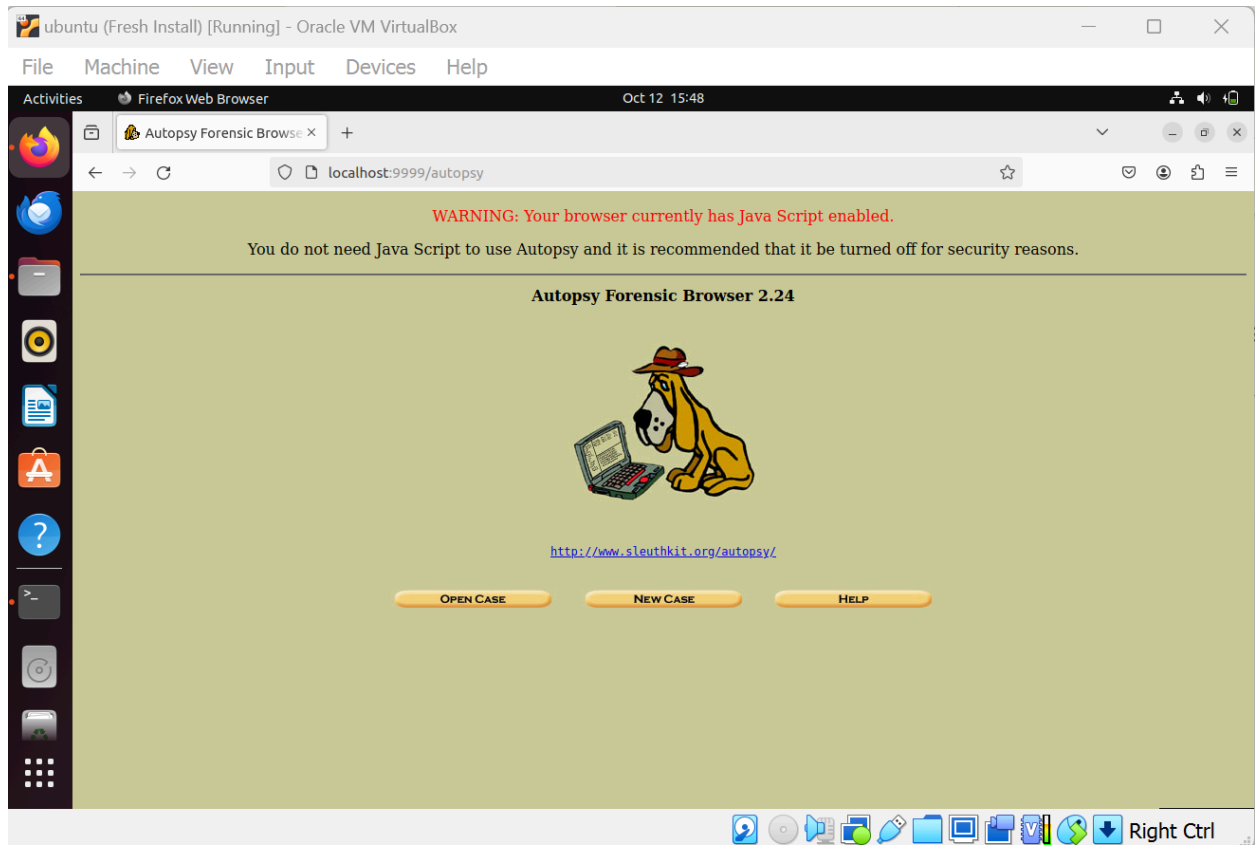 ubuntu (Fresh Install) [Running] - Oracle VM VirtualBox
File Machine View Input Devices Help
Activities Firefox Web Browser Oct 12 15:48
Autopsy Forensic Browse
localhost:9999/autopsy
WARNING: Your browser currently has Java Script enabled.
You do not need Java Script to use Autopsy and it is recommended that it be turned off for security reasons.
Autopsy Forensic Browser 2.24
http://www.sleuthkit.org/autopsy/
OPEN CASE NEW CASE HELP
Right Ctrl